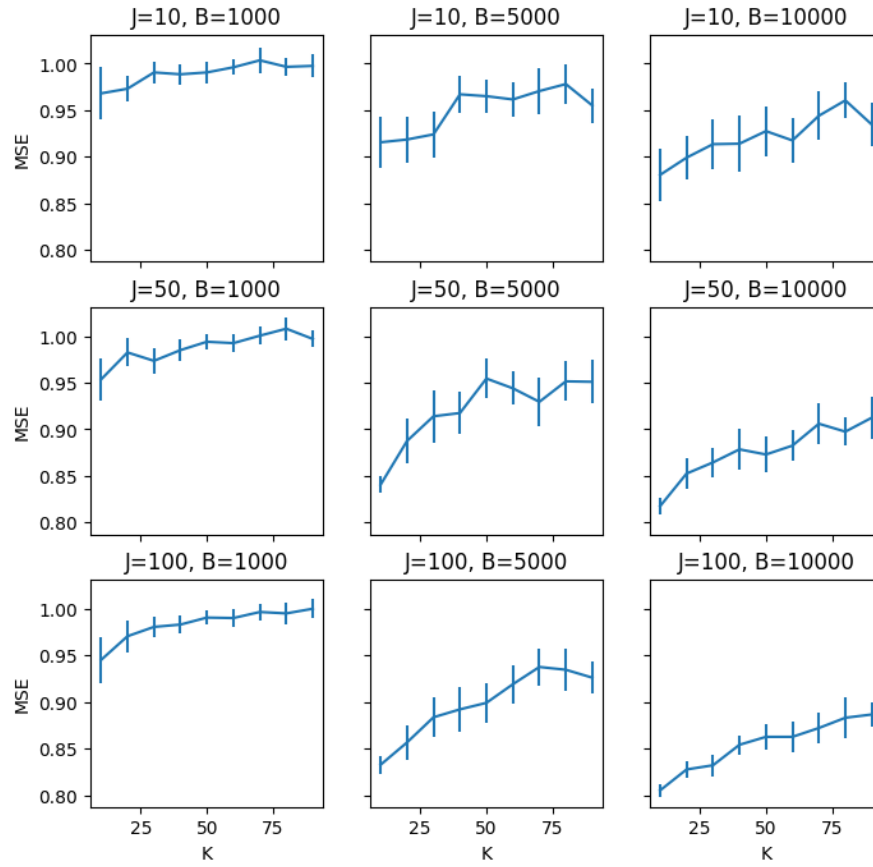 J=10, B=1000
J=10, B=5000
J=10, B=10000
MSE
1.00
0.95
0.90
0.85
0.80
J=50, B=1000
J=50, B=5000
J=50, B=10000
MSE
1.00
0.95
0.90
0.85
0.80
J=100, B=1000
J=100, B=5000
J=100, B=10000
MSE
1.00
0.95
0.90
0.85
0.80
25 50 75
25 50 75
25 50 75
K
K
K